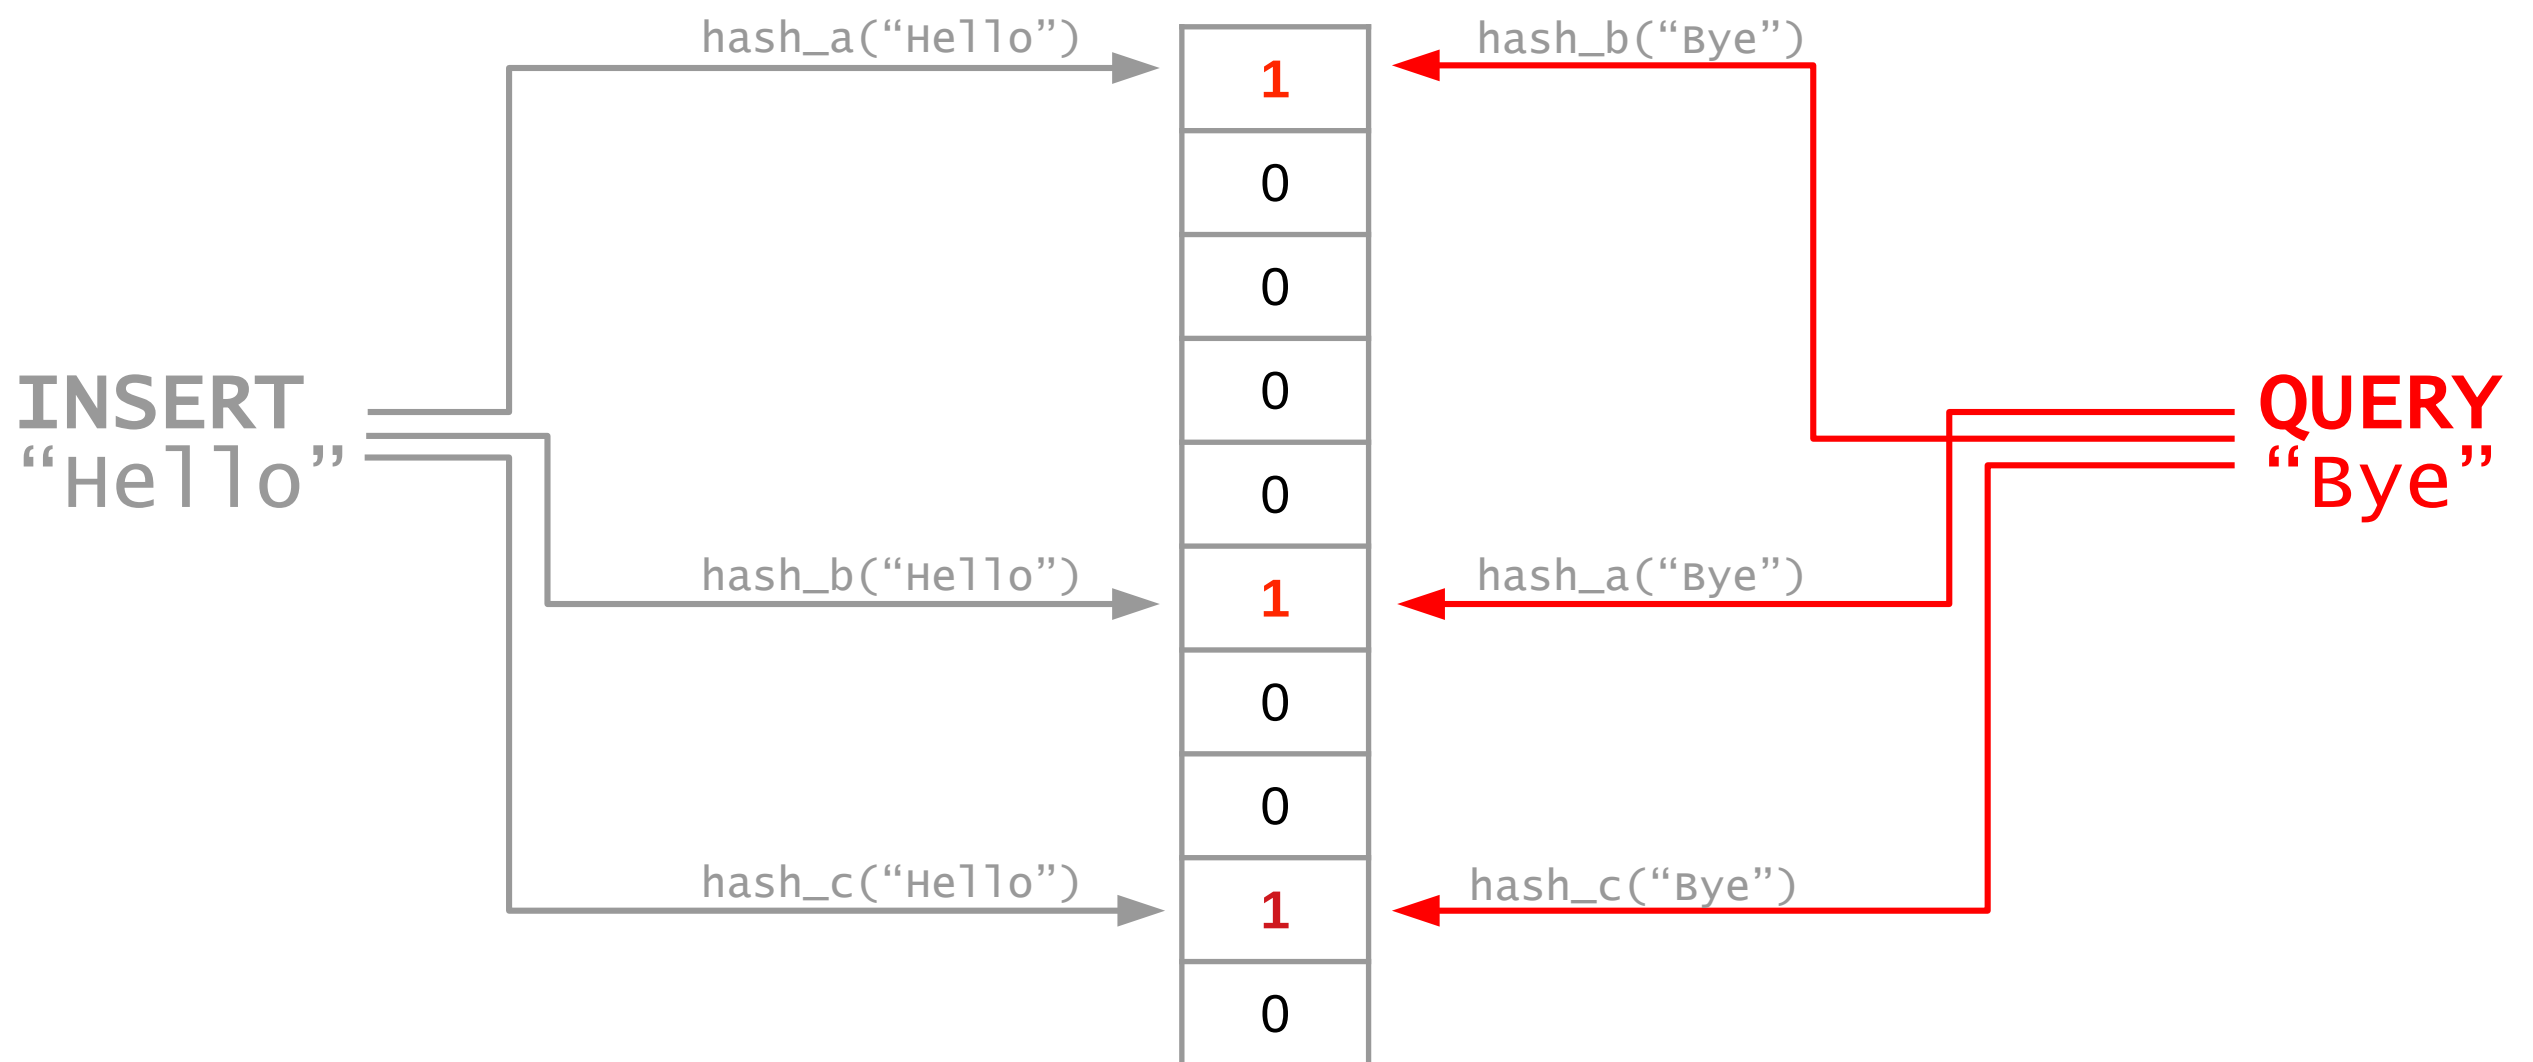 hash_a(“Hello”)
hash_b(“Bye”)
1
0
0
0
INSERT
“Hello”
QUERY
“Bye”
0
hash_b(“Hello”)
hash_a(“Bye”)
1
0
0
hash_c(“Hello”)
hash_c(“Bye”)
1
0